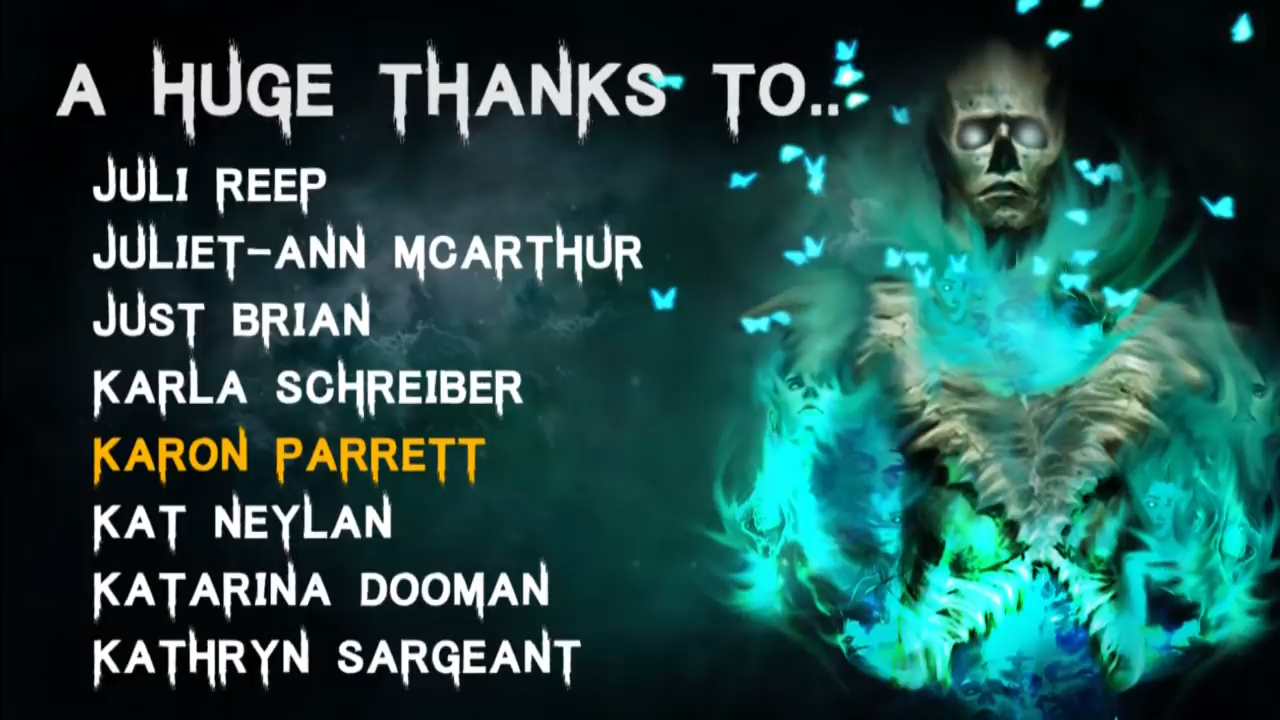 A HUGE THANKS TO..
JULI REEP
JULIET-ANN MCARTHUR
JUST BRIAN
KARLA SCHREIBER
KARON PARRETT
KAT NEYLAN
KATARINA DOOMAN
KATHRYN SARGEANT